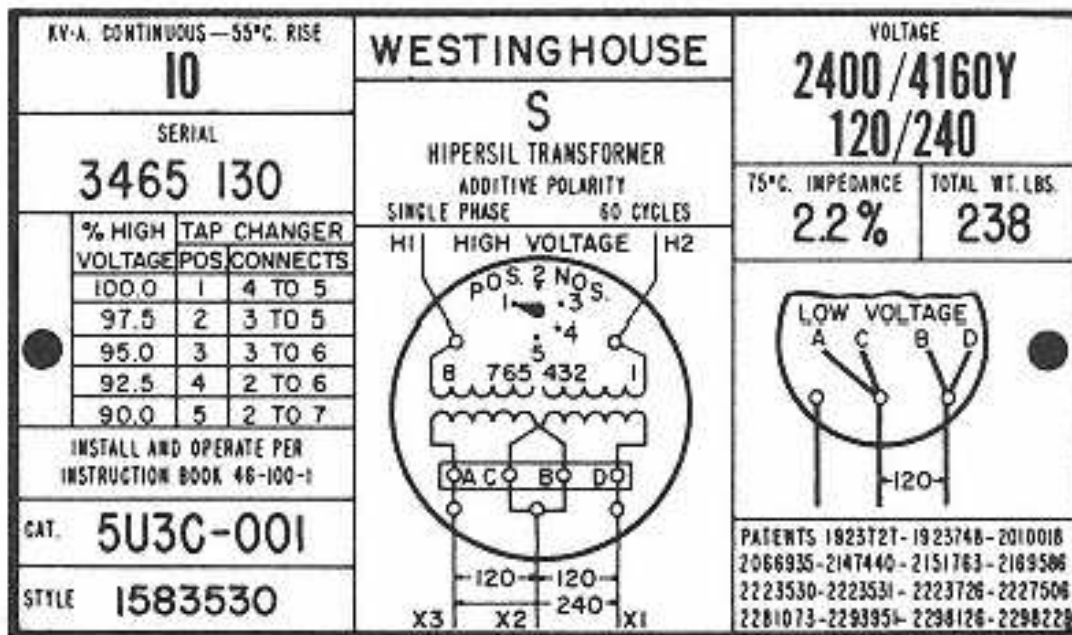 KV-A. CONTINUOUS—55°C. RISE
10
SERIAL
3465 130
% HIGH VOLTAGE TAP CHANGER
POS. CONNECTS
100.0 1 4 TO 5
97.5 2 3 TO 5
95.0 3 3 TO 6
92.5 4 2 TO 6
90.0 5 2 TO 7
INSTALL AND OPERATE PER
INSTRUCTION BOOK 46-100-1
CAT. 5U3C-001
STYLE 1583530
WESTINGHOUSE
S
HIPERSIL TRANSFORMER
ADDITIVE POLARITY
SINGLE PHASE 60 CYCLES
H1 HIGH VOLTAGE H2
POS. 2 NOS.
1 3
4
5
8 765 432 1
A C B D
120 120
240
X3 X2 X1
VOLTAGE
2400/4160Y
120/240
75°C. IMPEDANCE
2.2%
TOTAL WT. LBS.
238
LOW VOLTAGE
A C B D
120
PATENTS 1923727-1923748-2010018
2066935-2147440-2151763-2169586
2223530-2223531-2223726-2227506
2281073-2293951-2298126-2298229